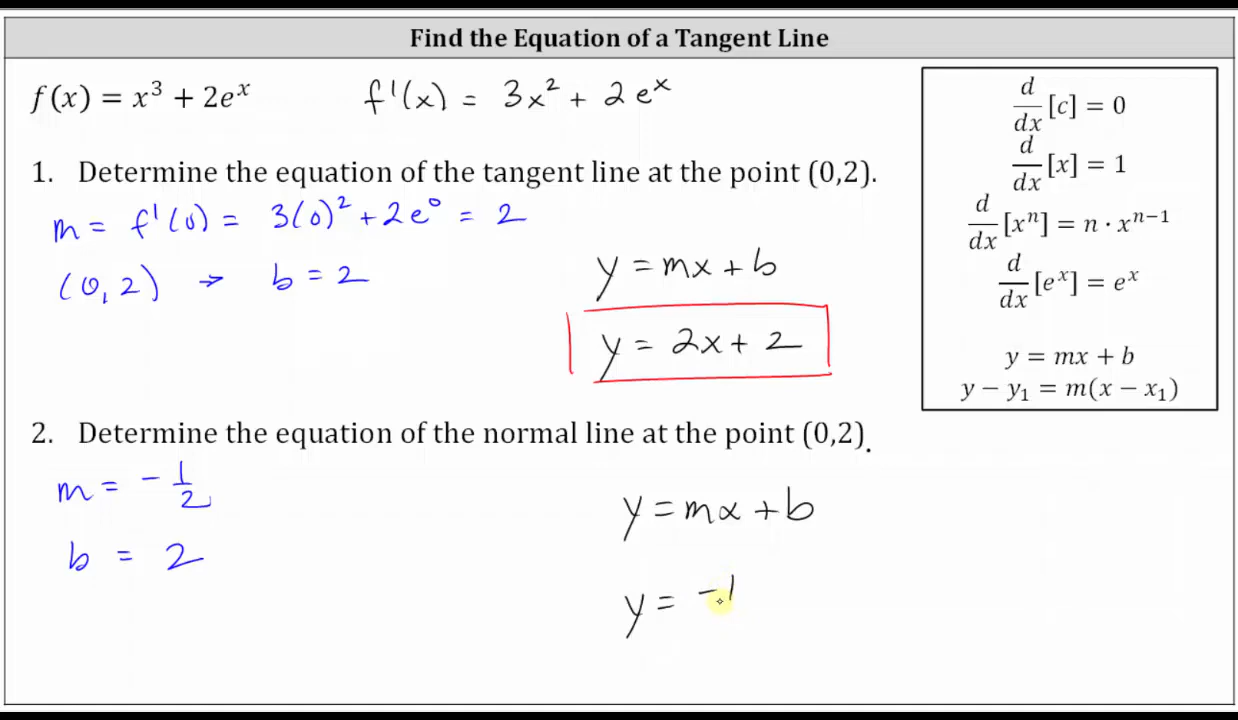 Find the Equation of a Tangent Line
f(x) = x³ + 2eˣ f'(x) = 3x² + 2eˣ
1. Determine the equation of the tangent line at the point (0,2).
m = f'(0) = 3(0)² + 2e⁰ = 2
(0, 2) → b = 2
y = mx + b
y = 2x + 2
2. Determine the equation of the normal line at the point (0,2).
m = -1/2
b = 2
y = mx + b
y = -1
d/dx [c] = 0
d/dx [x] = 1
d/dx [xⁿ] = n · xⁿ⁻¹
d/dx [eˣ] = eˣ
y = mx + b
y − y₁ = m(x − x₁)